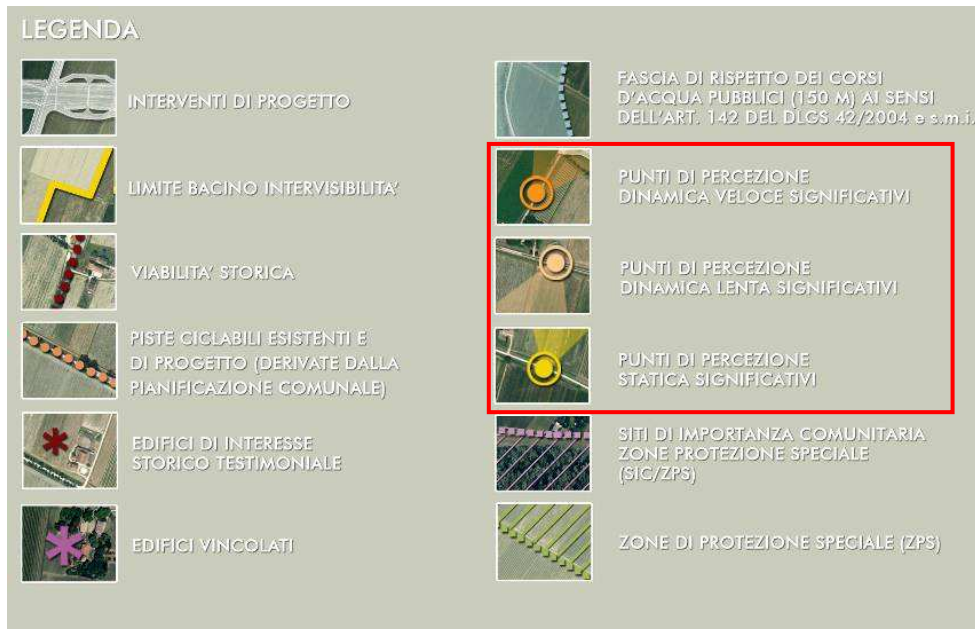 LEGENDA
INTERVENTI DI PROGETTO
LIMITE BACINO INTERVISIBILITA'
VIABILITA' STORICA
PISTE CICLABILI ESISTENTI E
DI PROGETTO (DERIVATE DALLA
PIANIFICAZIONE COMUNALE)
EDIFICI DI INTERESSE
STORICO TESTIMONIALE
EDIFICI VINCOLATI
FASCIA DI RISPETTO DEI CORSI
D'ACQUA PUBBLICI (150 M) AI SENSI
DELL'ART. 142 DEL DLGS 42/2004 e s.m.i.
PUNTI DI PERCEZIONE
DINAMICA VELOCE SIGNIFICATIVI
PUNTI DI PERCEZIONE
DINAMICA LENTA SIGNIFICATIVI
PUNTI DI PERCEZIONE
STATICA SIGNIFICATIVI
SITI DI IMPORTANZA COMUNITARIA
ZONE PROTEZIONE SPECIALE
(SIC/ZPS)
ZONE DI PROTEZIONE SPECIALE (ZPS)